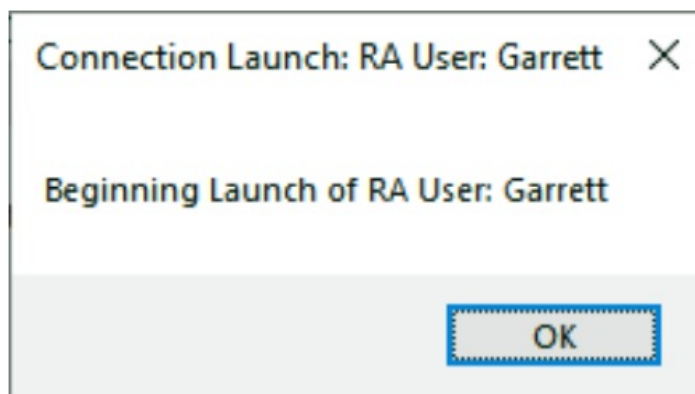 Connection Launch: RA User: Garrett
Beginning Launch of RA User: Garrett
OK